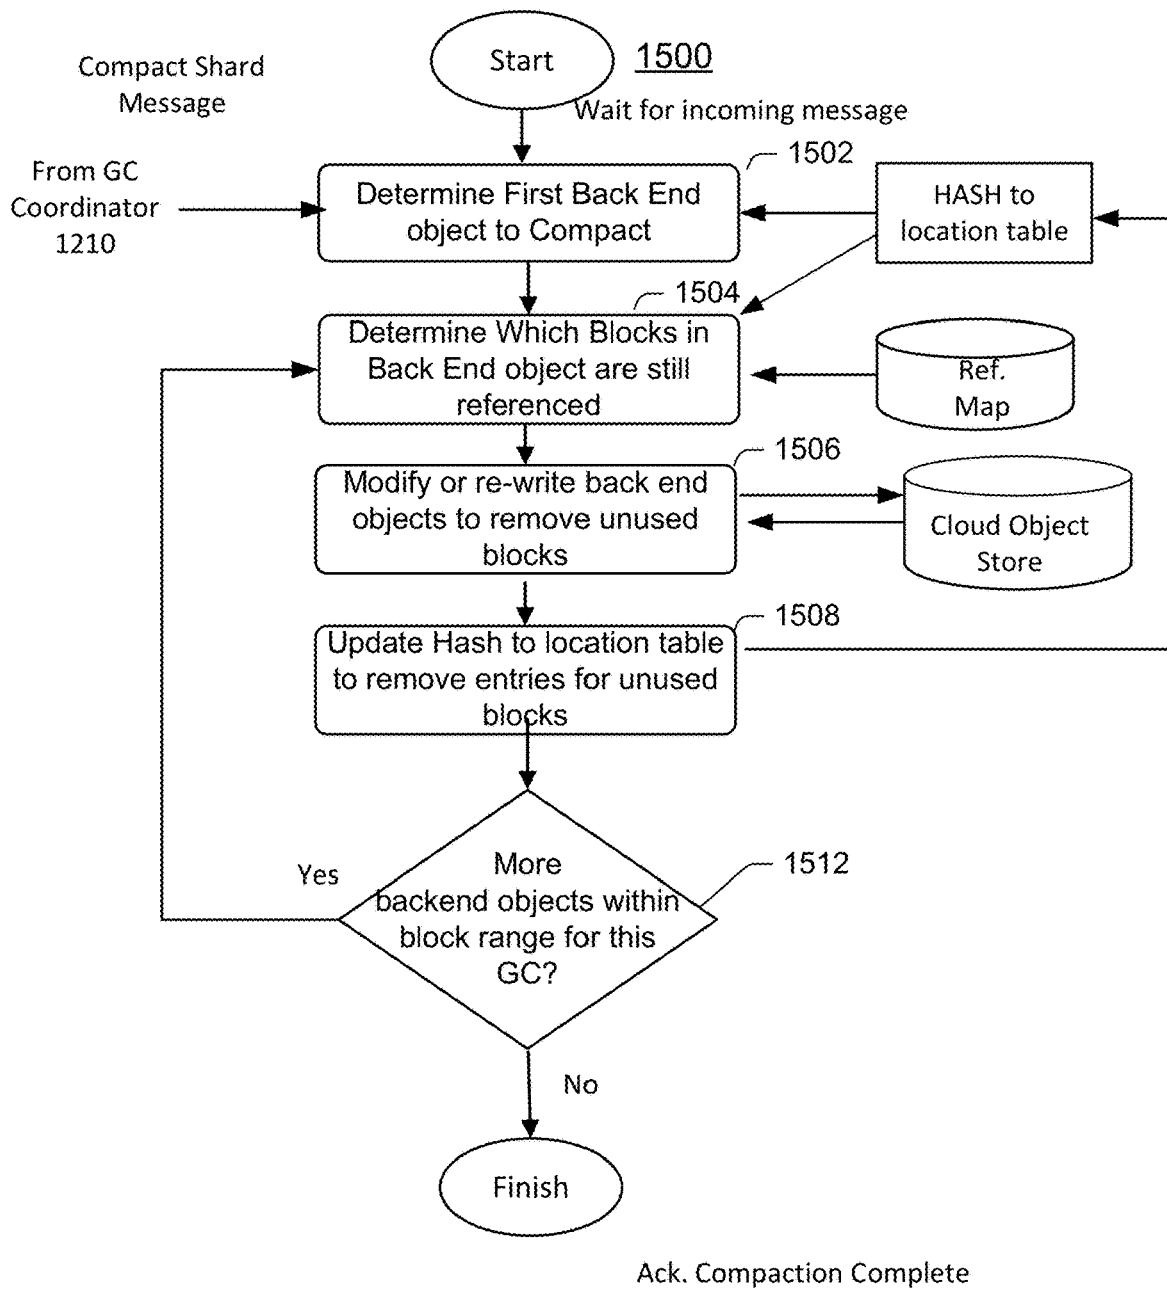 Start
1500
Compact Shard
Message
Wait for incoming message
1502
From GC
Coordinator
1210
Determine First Back End
object to Compact
HASH to
location table
1504
Determine Which Blocks in
Back End object are still
referenced
Ref.
Map
1506
Modify or re-write back end
objects to remove unused
blocks
Cloud Object
Store
1508
Update Hash to location table
to remove entries for unused
blocks
Yes
More
backend objects within
block range for this
GC?
1512
No
Finish
Ack. Compaction Complete